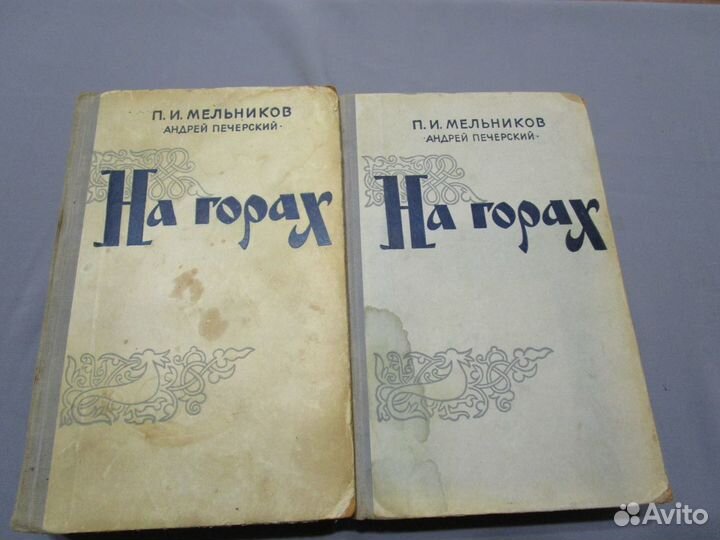 П. И. МЕЛЬНИКОВ
АНДРЕЙ ПЕЧЕРСКИЙ·
На горах
П. И. МЕЛЬНИКОВ
·АНДРЕЙ ПЕЧЕРСКИЙ·
На горах
Avito